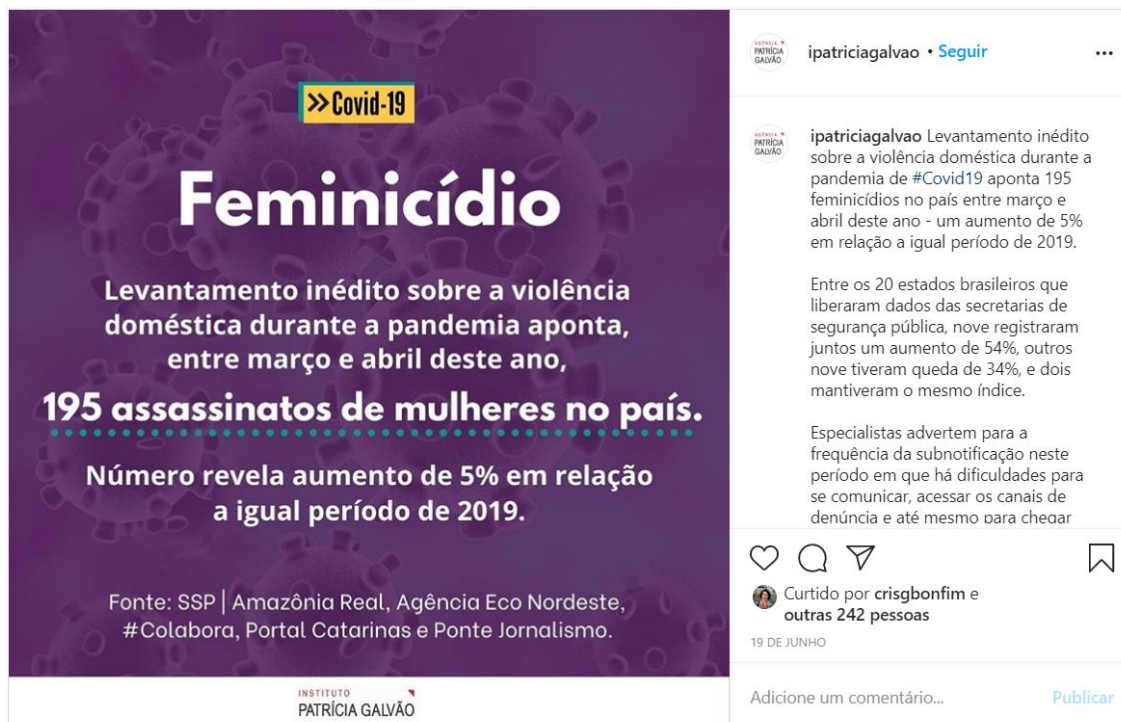 >>Covid-19
Feminicídio
Levantamento inédito sobre a violência
doméstica durante a pandemia aponta,
entre março e abril deste ano,
195 assassinatos de mulheres no país.
Número revela aumento de 5% em relação
a igual período de 2019.
Fonte: SSP | Amazônia Real, Agência Eco Nordeste,
#Colabora, Portal Catarinas e Ponte Jornalismo.
INSTITUTO
PATRÍCIA GALVÃO
AGÊNCIA
PATRÍCIA
GALVÃO
ipatriciagalvao • Seguir
AGÊNCIA
PATRÍCIA
GALVÃO
ipatriciagalvao Levantamento inédito
sobre a violência doméstica durante a
pandemia de #Covid19 aponta 195
feminicídios no país entre março e
abril deste ano - um aumento de 5%
em relação a igual período de 2019.
Entre os 20 estados brasileiros que
liberaram dados das secretarias de
segurança pública, nove registraram
juntos um aumento de 54%, outros
nove tiveram queda de 34%, e dois
mantiveram o mesmo índice.
Especialistas advertem para a
frequência da subnotificação neste
período em que há dificuldades para
se comunicar, acessar os canais de
denúncia e até mesmo para chegar
Curtido por crisgbonfim e
outras 242 pessoas
19 DE JUNHO
Adicione um comentário... Publicar